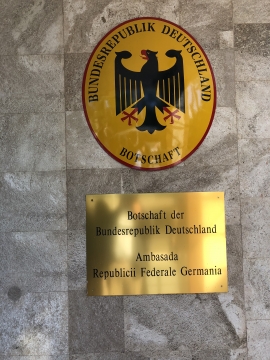 BUNDESREPUBLIK DEUTSCHLAND
BOTSCHAFT
Botschaft der
Bundesrepublik Deutschland
Ambasada
Republicii Federale Germania